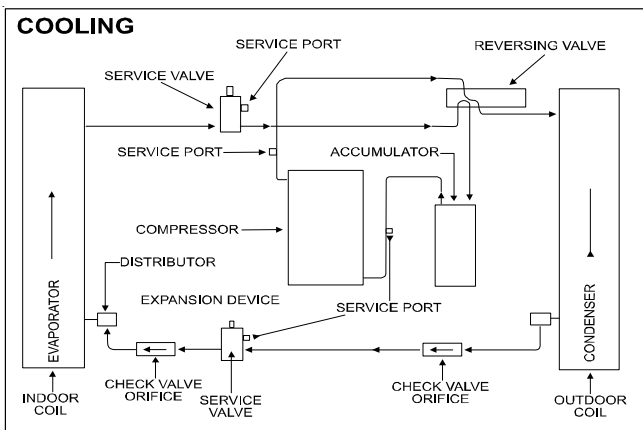 COOLING
SERVICE PORT
REVERSING VALVE
SERVICE VALVE
SERVICE PORT
ACCUMULATOR
COMPRESSOR
DISTRIBUTOR
EXPANSION DEVICE
SERVICE PORT
EVAPORATOR
CONDENSER
INDOOR
COIL
CHECK VALVE
ORIFICE
SERVICE
VALVE
CHECK VALVE
ORIFICE
OUTDOOR
COIL